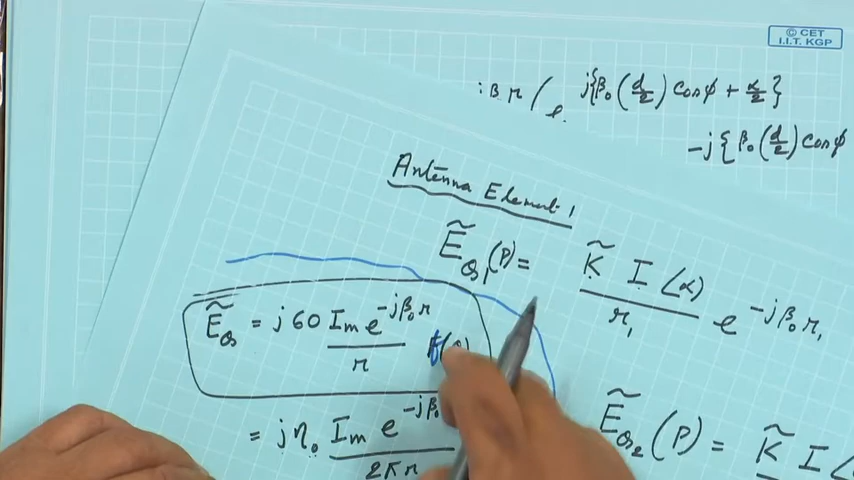 © CET
I.I.T. KGP
j{β₀(d/2) cosφ + α/2}
-j{β₀(d/2) cosφ
Antenna Element 1
Ẽθ₁(P) = K̃ I ∠α / r₁ e^-jβ₀r₁
Ẽθ = j60 Im e^-jβ₀r / r
Ẽθ₂(P) = K̃ I
= jη₀ Im e^-jβ₀ / 2πr